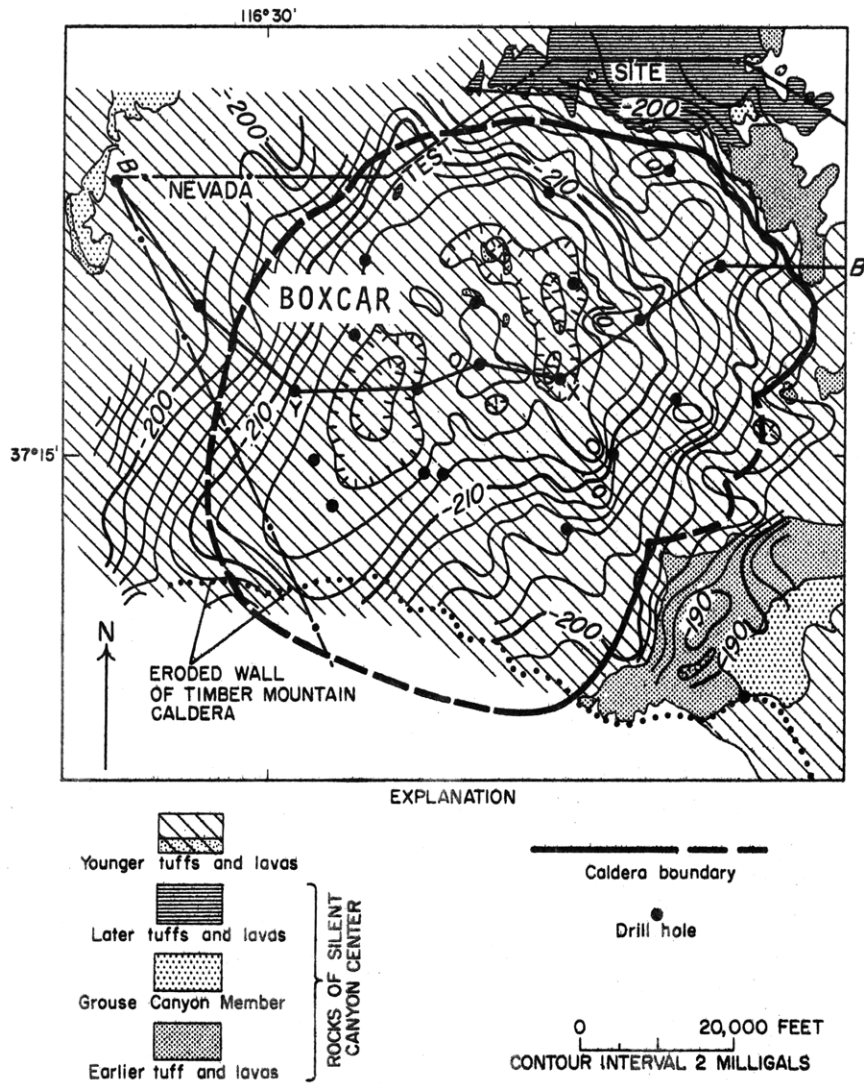 116°30'
SITE
-200
-200
B
TES
-210
NEVADA
B
BOXCAR
-200
-210
Y
X
37°15'
-210
-200
-190
-190
N
ERODED WALL
OF TIMBER MOUNTAIN
CALDERA
EXPLANATION
Younger tuffs and lavas
Later tuffs and lavas
Grouse Canyon Member
Earlier tuff and lavas
ROCKS OF SILENT
CANYON CENTER
Caldera boundary
Drill hole
0 20,000 FEET
CONTOUR INTERVAL 2 MILLIGALS